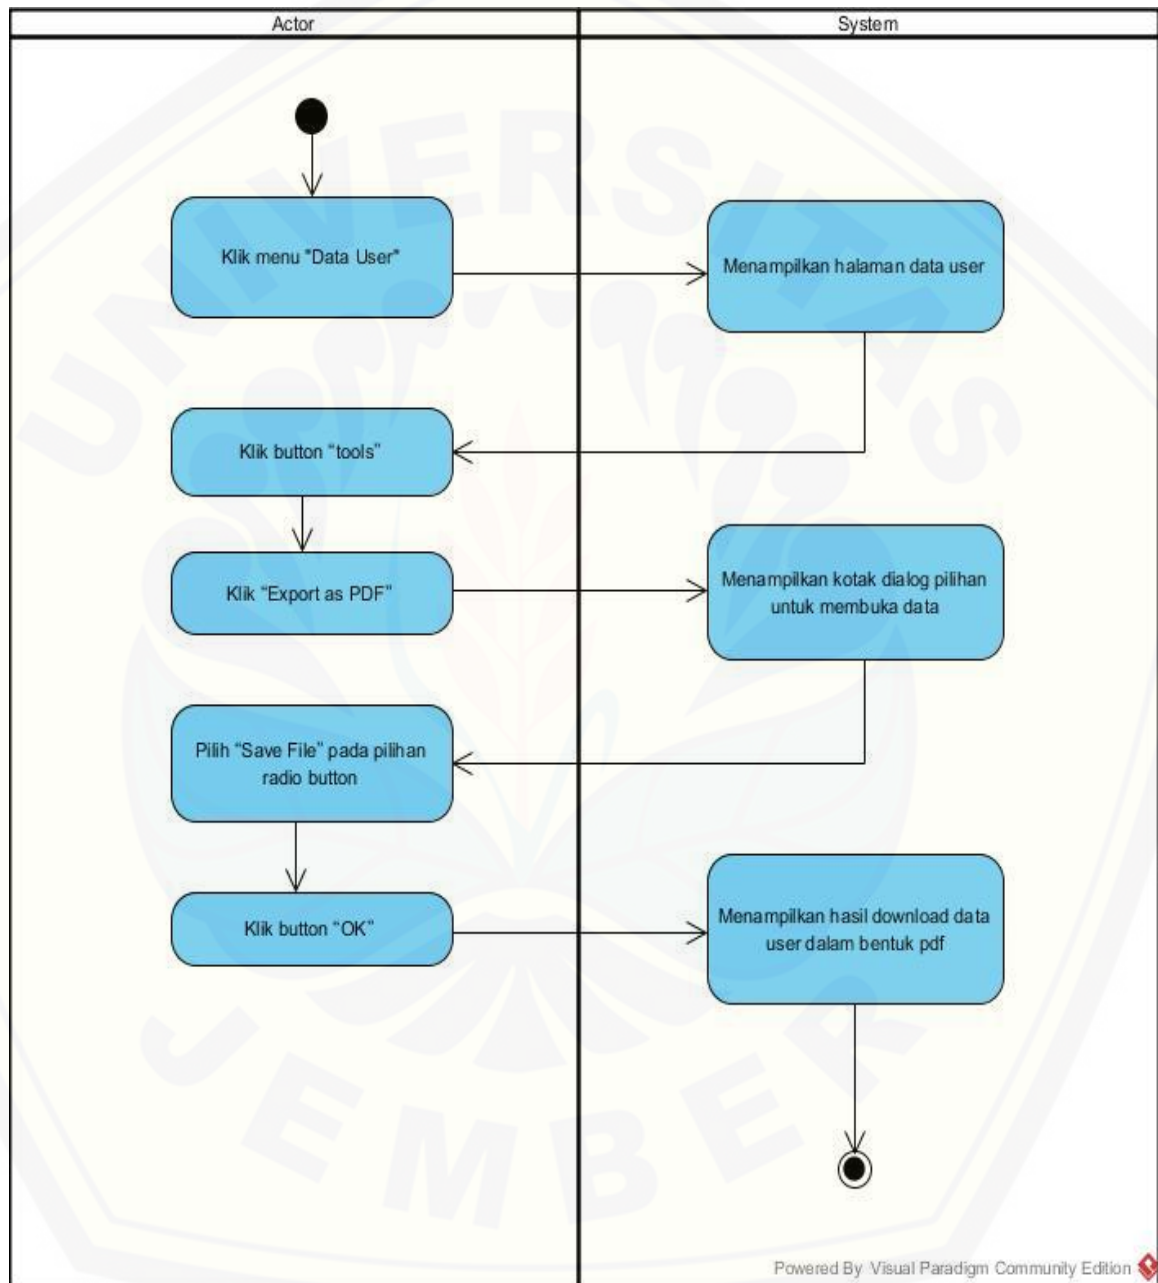 Actor
System
Klik menu "Data User"
Menampilkan halaman data user
Klik button “tools”
Klik “Export as PDF”
Menampilkan kotak dialog pilihan
untuk membuka data
Pilih “Save File” pada pilihan
radio button
Klik button “OK”
Menampilkan hasil download data
user dalam bentuk pdf
UNIVERSITAS
JEMBER
Powered By Visual Paradigm Community Edition